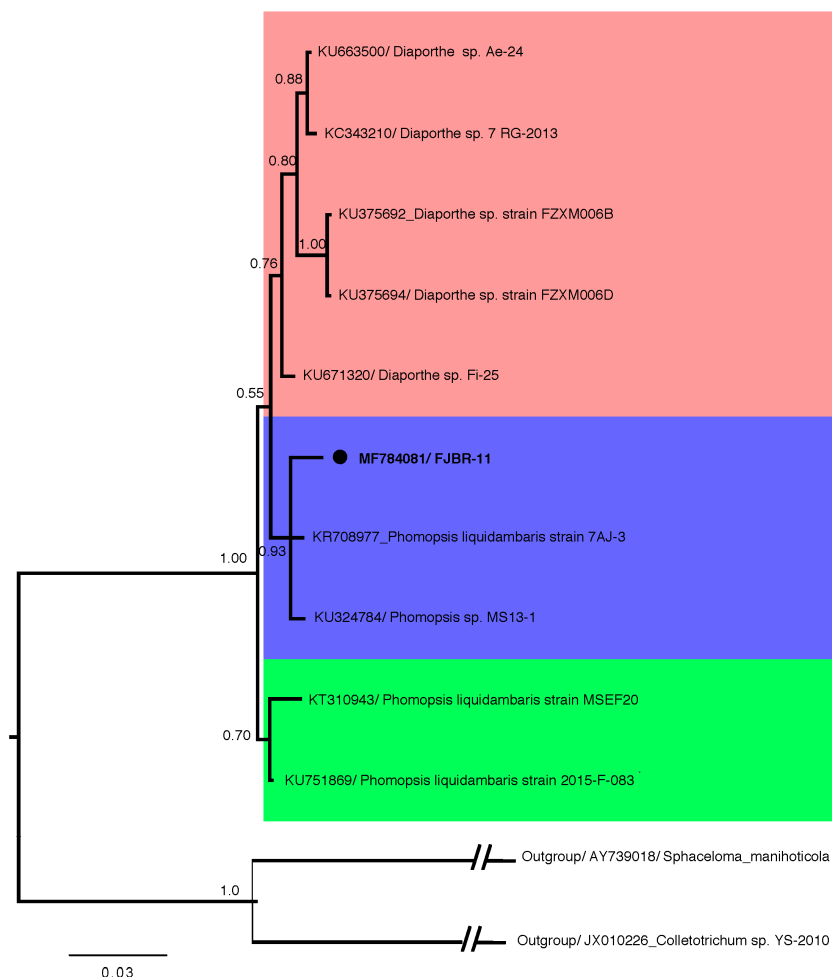 KU663500/ Diaporthe  sp. Ae-24
0.88
KC343210/ Diaporthe sp. 7 RG-2013
0.80
KU375692_Diaporthe sp. strain FZXM006B
1.00
0.76
KU375694/ Diaporthe sp. strain FZXM006D
KU671320/ Diaporthe sp. Fi-25
0.55
MF784081/ FJBR-11
KR708977_Phomopsis liquidambaris strain 7AJ-3
0.93
1.00
KU324784/ Phomopsis sp. MS13-1
KT310943/ Phomopsis liquidambaris strain MSEF20
0.70
KU751869/ Phomopsis liquidambaris strain 2015-F-083
Outgroup/ AY739018/ Sphaceloma_manihoticola
1.0
Outgroup/ JX010226_Colletotrichum sp. YS-2010
0.03